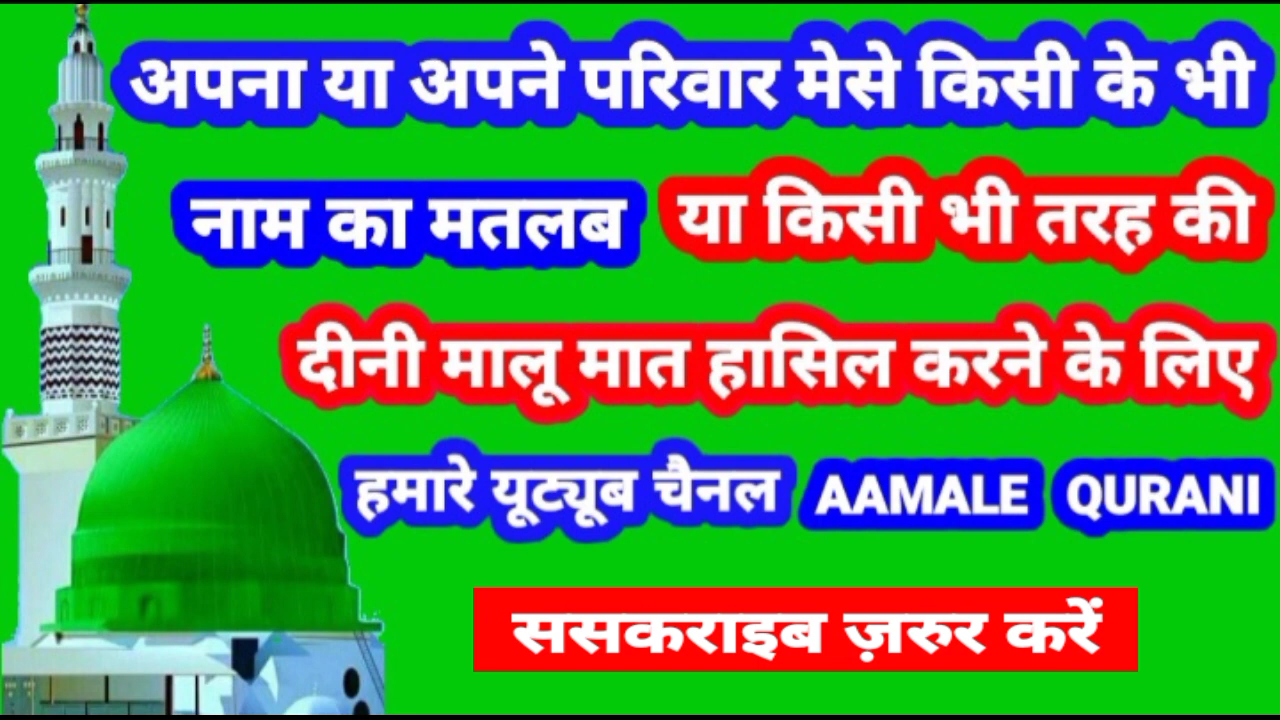 अपना या अपने परिवार मेसे किसी के भी
नाम का मतलब या किसी भी तरह की
दीनी मालू मात हासिल करने के लिए
हमारे यूट्यूब चैनल AAMALE QURANI
ससकराइब ज़रुर करें